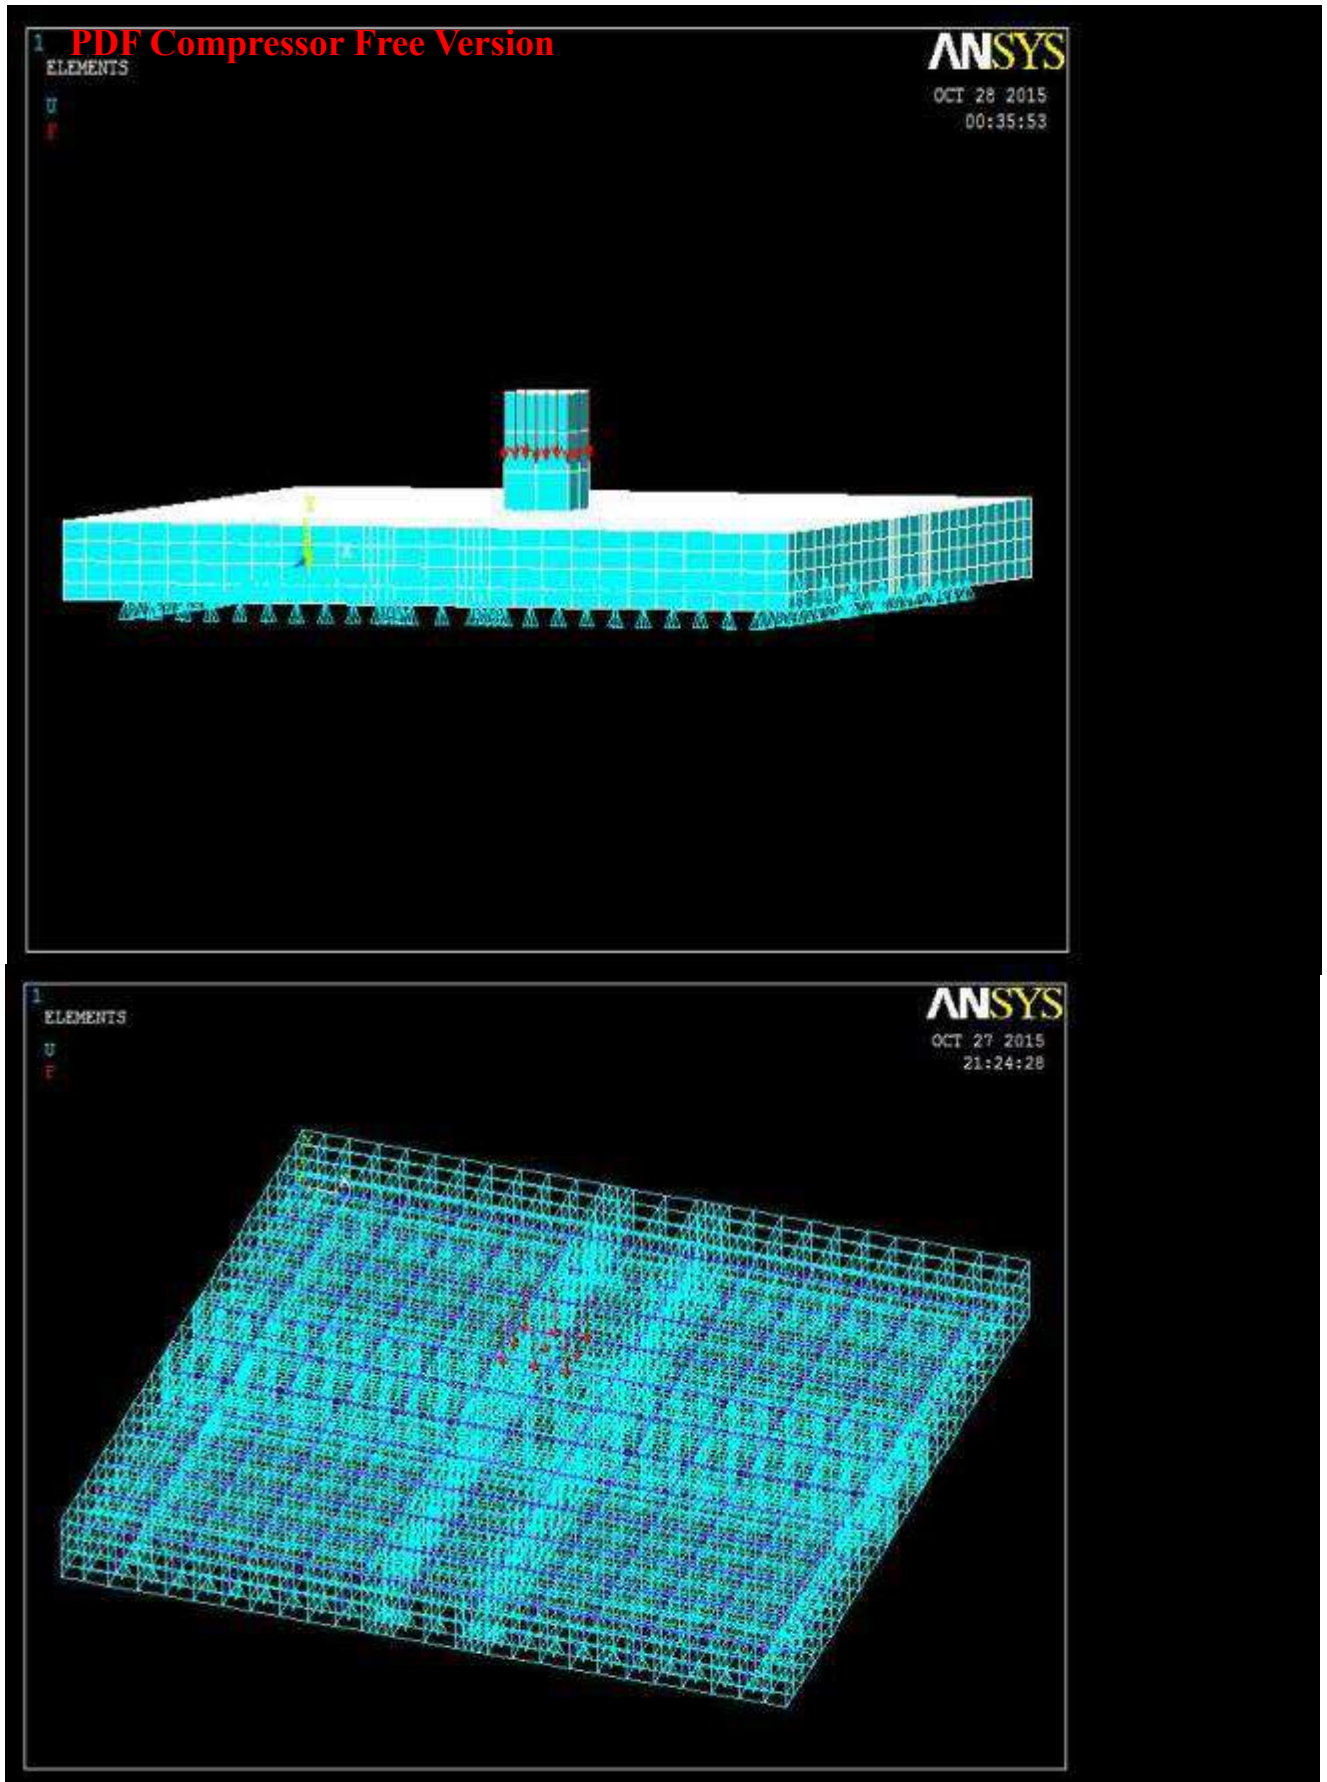 PDF Compressor Free Version
1
ELEMENTS
U
F
ANSYS
OCT 28 2015
00:35:53
Z
X
1
ELEMENTS
U
F
ANSYS
OCT 27 2015
21:24:28